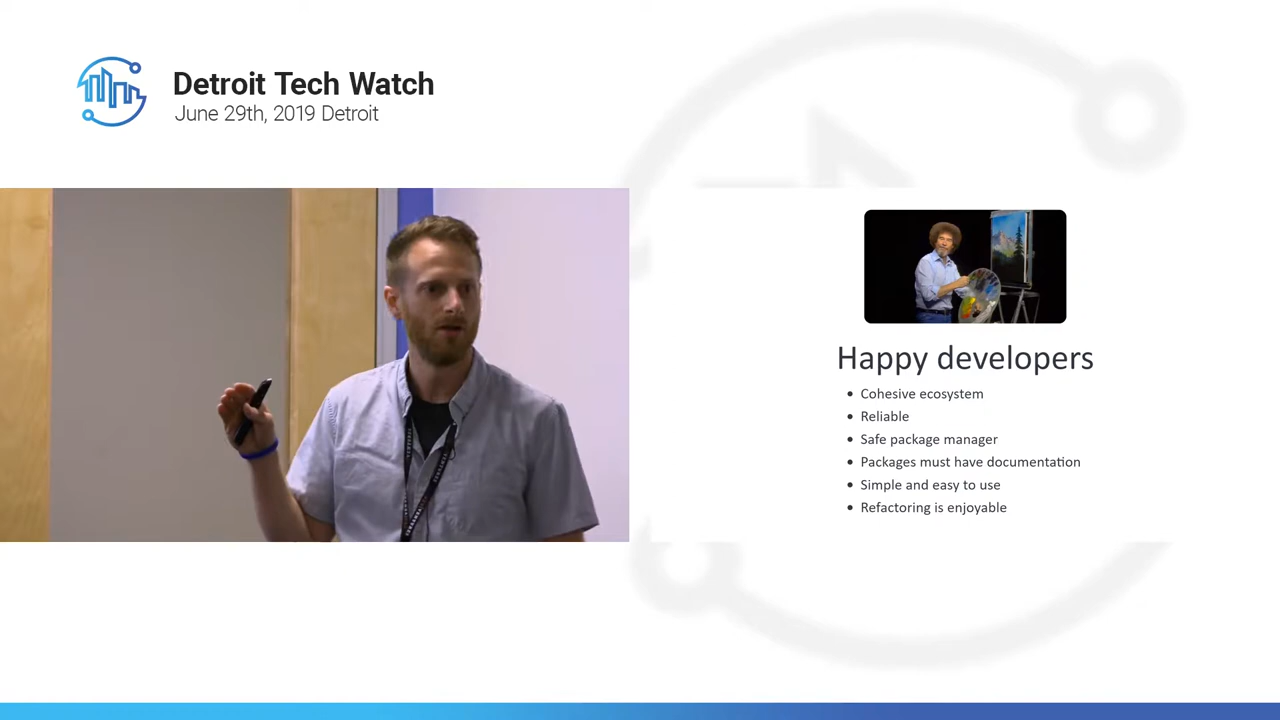 Detroit Tech Watch
June 29th, 2019 Detroit
Happy developers
Cohesive ecosystem
Reliable
Safe package manager
Packages must have documentation
Simple and easy to use
Refactoring is enjoyable